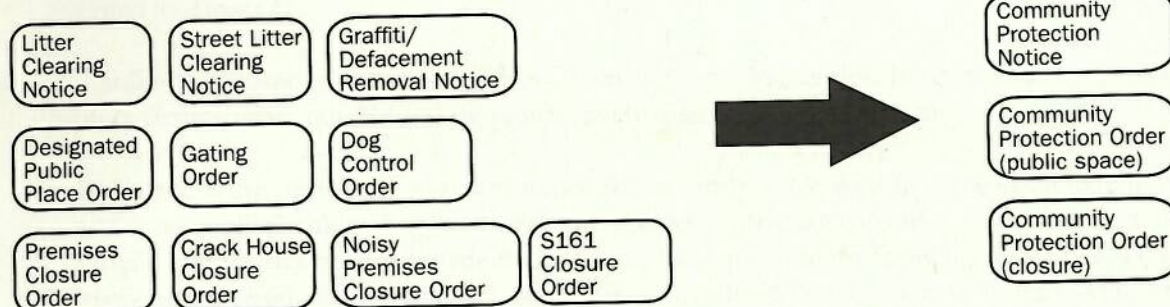 Litter
Clearing
Notice
Street Litter
Clearing
Notice
Graffiti/
Defacement
Removal Notice
Community
Protection
Notice
Designated
Public
Place Order
Gating
Order
Dog
Control
Order
Community
Protection Order
(public space)
Premises
Closure
Order
Crack House
Closure
Order
Noisy
Premises
Closure Order
S161
Closure
Order
Community
Protection Order
(closure)